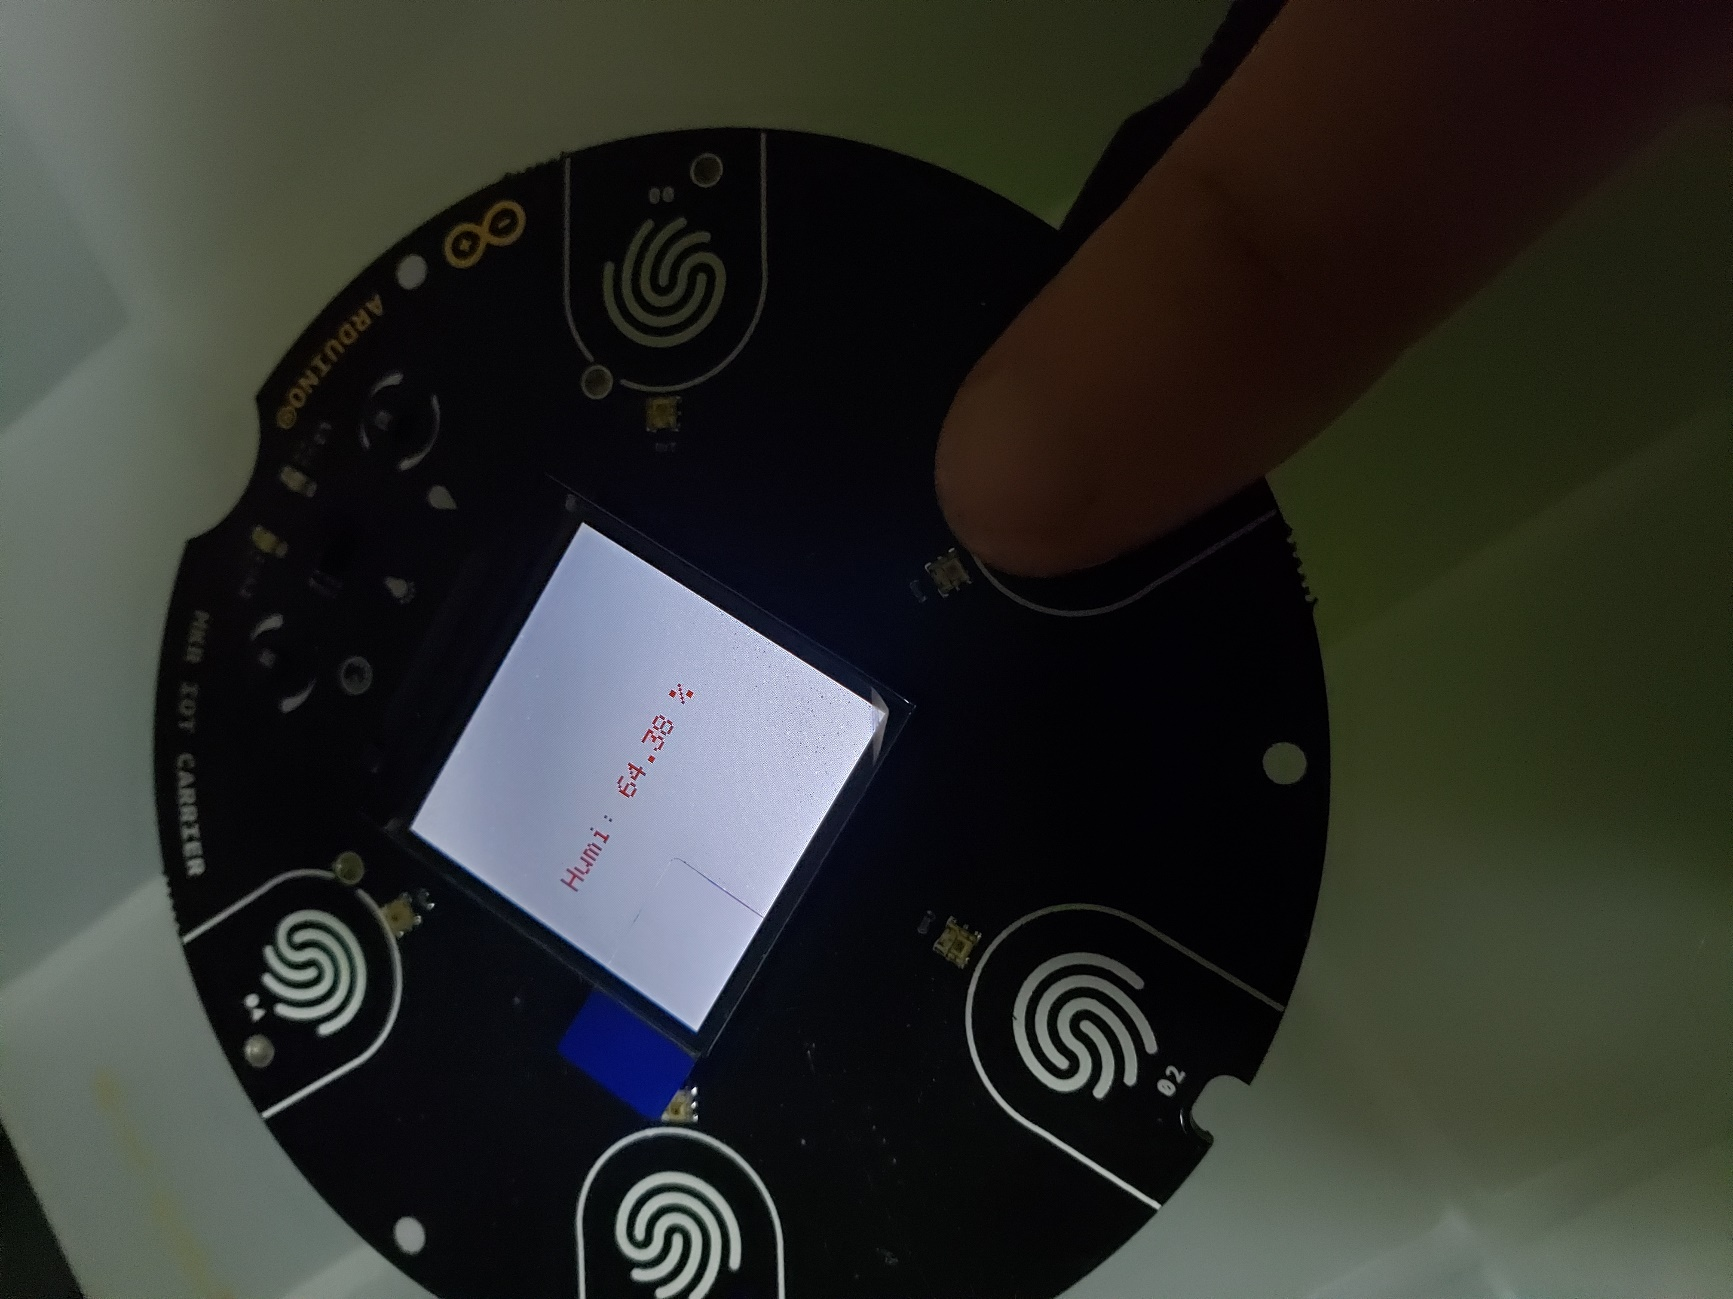 00
ARDUINO®
MKR IOT CARRIER
Humi: 64.38 %
04
02